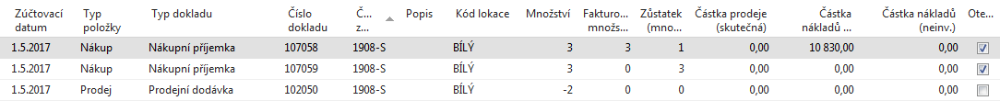 Zúčtovací datum Typ položky Typ dokladu Číslo dokladu Č... z... Popis Kód lokace Množství Fakturo... množs... Zůstatek (mno... Částka prodeje (skutečná) Částka nákladů ... Částka nákladů (neinv.) Ote...
1.5.2017 Nákup Nákupní příjemka 107058 1908-S BÍLÝ 3 3 1 0,00 10 830,00 0,00
1.5.2017 Nákup Nákupní příjemka 107059 1908-S BÍLÝ 3 0 3 0,00 0,00 0,00
1.5.2017 Prodej Prodejní dodávka 102050 1908-S BÍLÝ -2 0 0 0,00 0,00 0,00